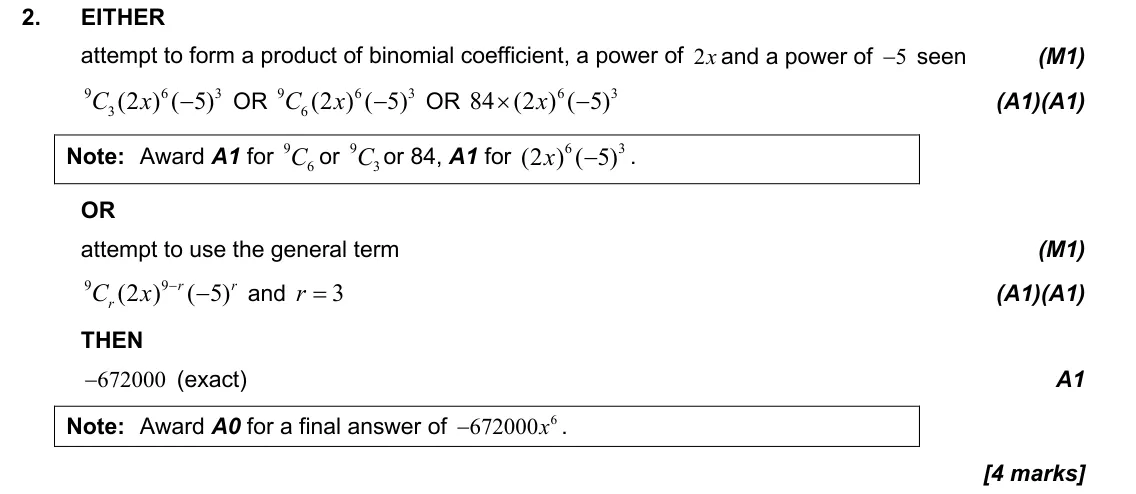 2. EITHER
attempt to form a product of binomial coefficient, a power of 2x and a power of −5 seen (M1)
⁹C₃(2x)⁶(−5)³ OR ⁹C₆(2x)⁶(−5)³ OR 84×(2x)⁶(−5)³ (A1)(A1)
Note: Award A1 for ⁹C₆ or ⁹C₃ or 84, A1 for (2x)⁶(−5)³.
OR
attempt to use the general term (M1)
⁹Cᵣ(2x)⁹⁻ʳ(−5)ʳ and r = 3 (A1)(A1)
THEN
−672000 (exact) A1
Note: Award A0 for a final answer of −672000x⁶.
[4 marks]